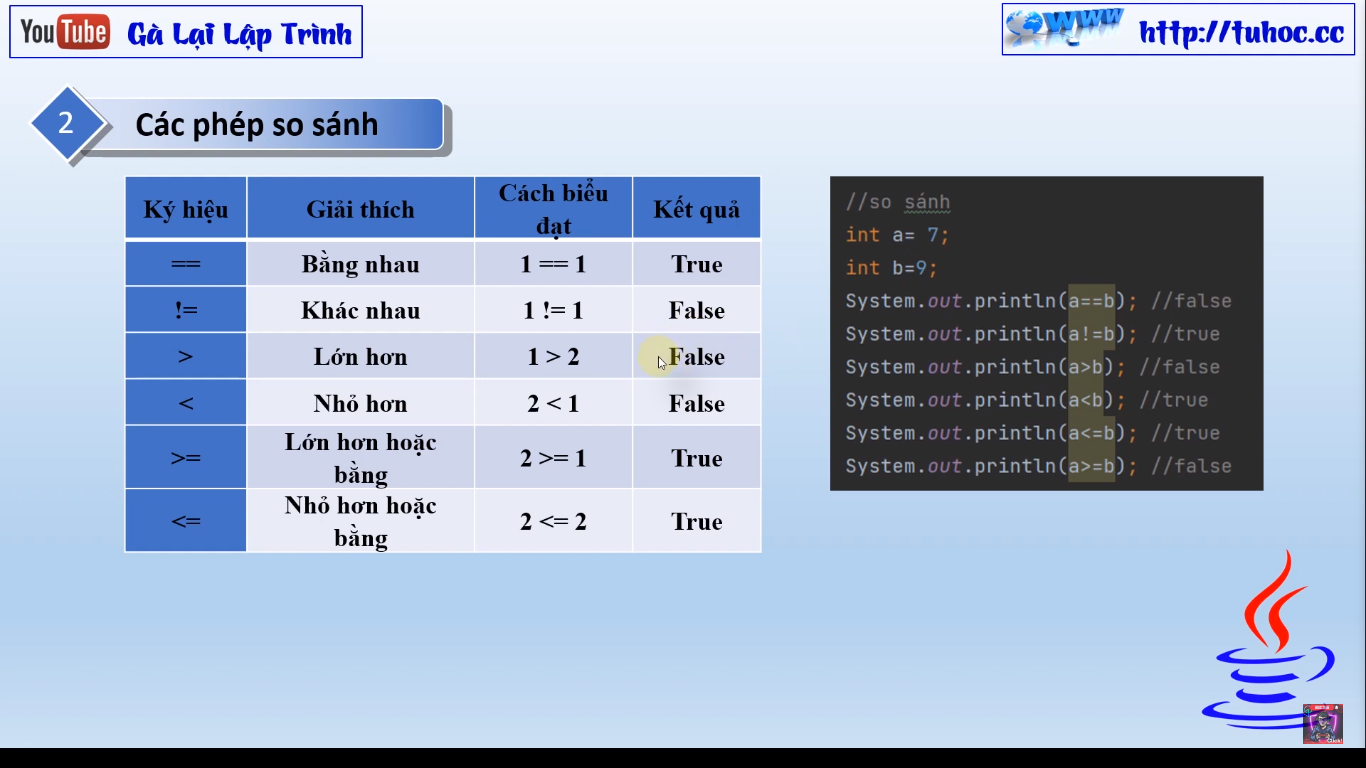 YouTube Gà Lại Lập Trình
WWW http://tuhoc.cc
2 Các phép so sánh
Ký hiệu Giải thích Cách biểu đạt Kết quả
== Bằng nhau 1 == 1 True
!= Khác nhau 1 != 1 False
> Lớn hơn 1 > 2 False
< Nhỏ hơn 2 < 1 False
>= Lớn hơn hoặc bằng 2 >= 1 True
<= Nhỏ hơn hoặc bằng 2 <= 2 True
//so sánh
int a= 7;
int b=9;
System.out.println(a==b); //false
System.out.println(a!=b); //true
System.out.println(a>b); //false
System.out.println(a<b); //true
System.out.println(a<=b); //true
System.out.println(a>=b); //false